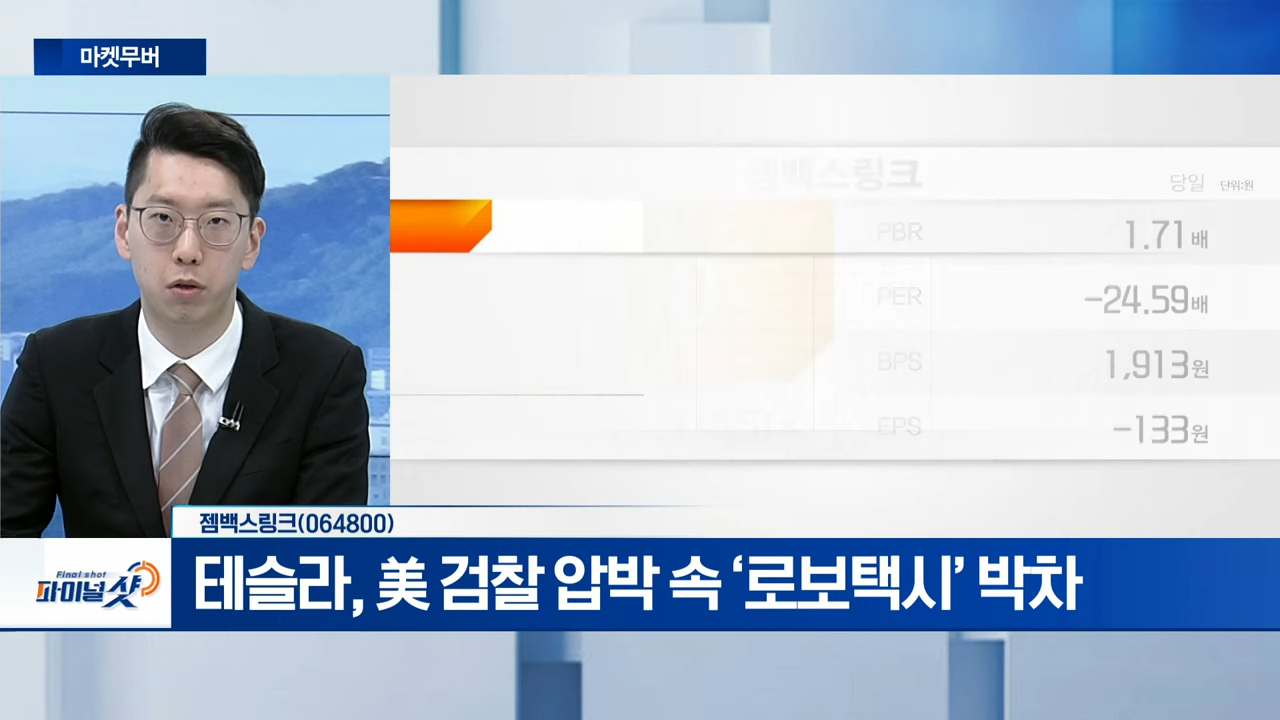 마켓무버
젬백스링크
당일 단위:원
PBR 1.71배
PER -24.59배
BPS 1,913원
EPS -133원
젬백스링크(064800)
Final shot
파이널샷
테슬라, 美 검찰 압박 속 ‘로보택시’ 박차